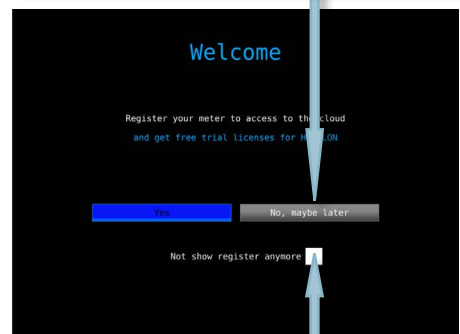 Welcome
Register your meter to access to the cloud
and get free trial licenses for
Yes
No, maybe later
Not show register anymore